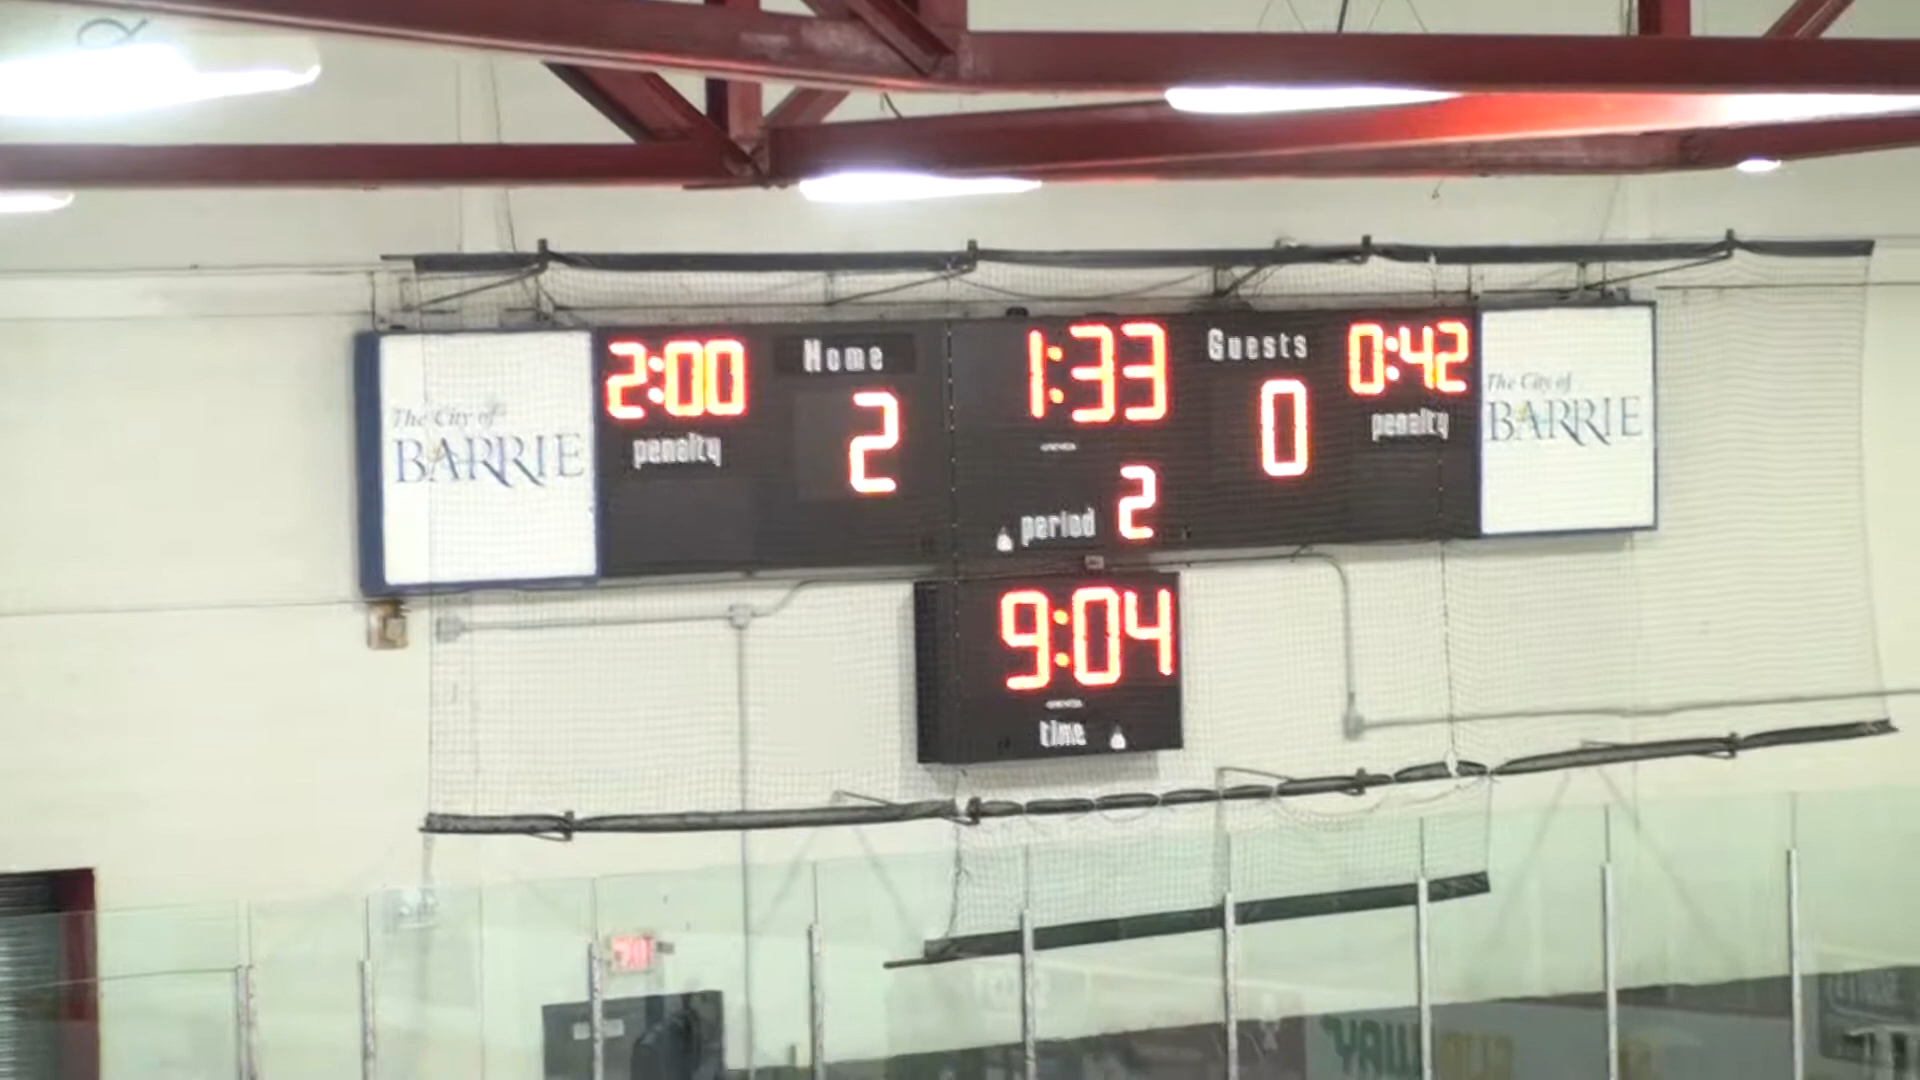 The City of
BARRIE
2:00
penalty
Home
2
1:33
period 2
Guests
0
0:42
penalty
The City of
BARRIE
9:04
time